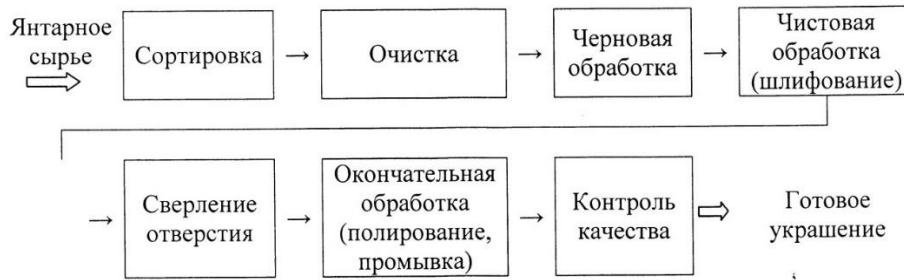 Янтарное
сырье
Сортировка
Очистка
Черновая
обработка
Чистовая
обработка
(шлифование)
Сверление
отверстия
Окончательная
обработка
(полирование,
промывка)
Контроль
качества
Готовое
украшение